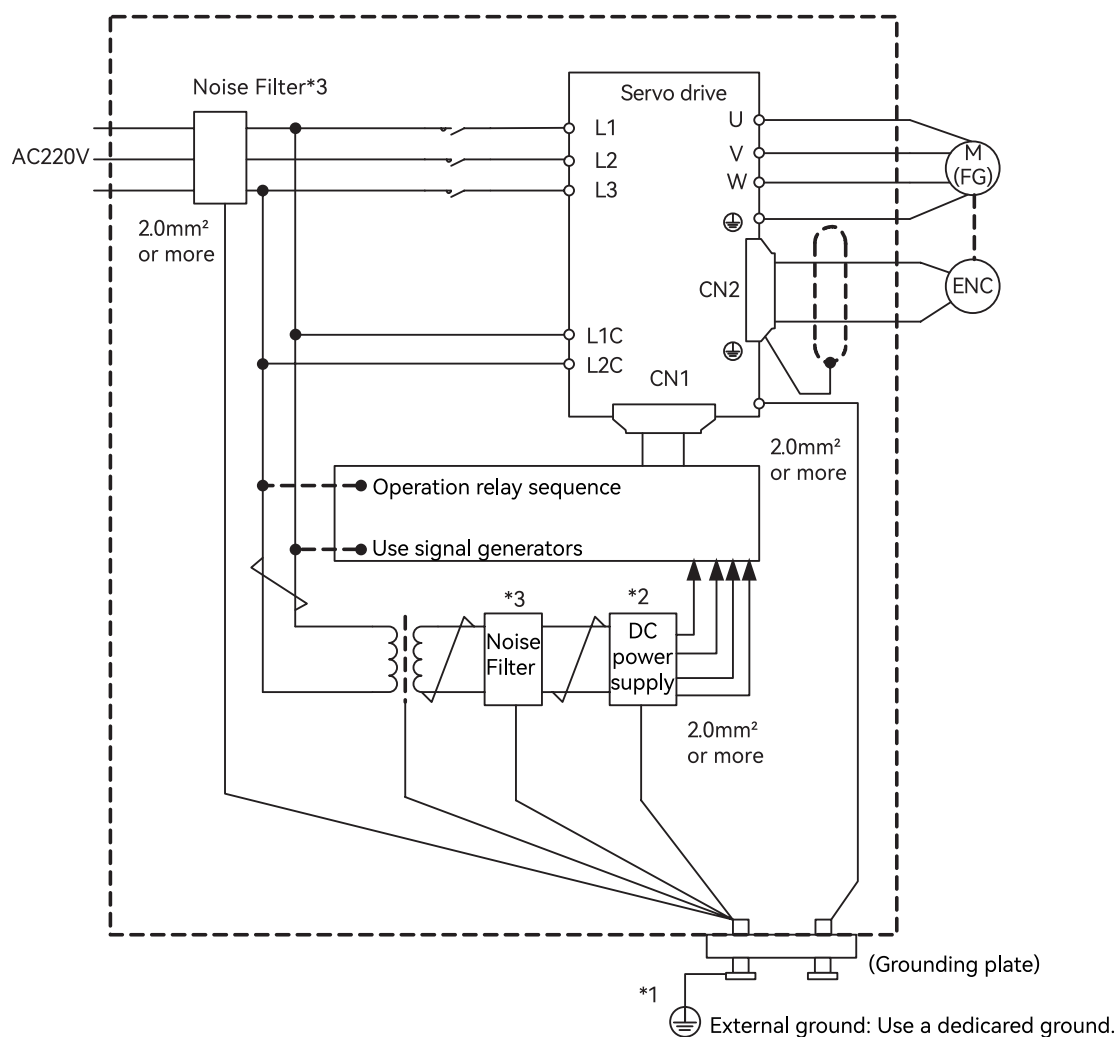 Noise Filter*3
Servo drive
L1
U
AC220V
L2
V
M
(FG)
L3
W
2.0mm²
or more
CN2
ENC
L1C
L2C
CN1
2.0mm²
or more
Operation relay sequence
Use signal generators
*3
*2
Noise
Filter
DC
power
supply
2.0mm²
or more
(Grounding plate)
*1
External ground: Use a dedicared ground.